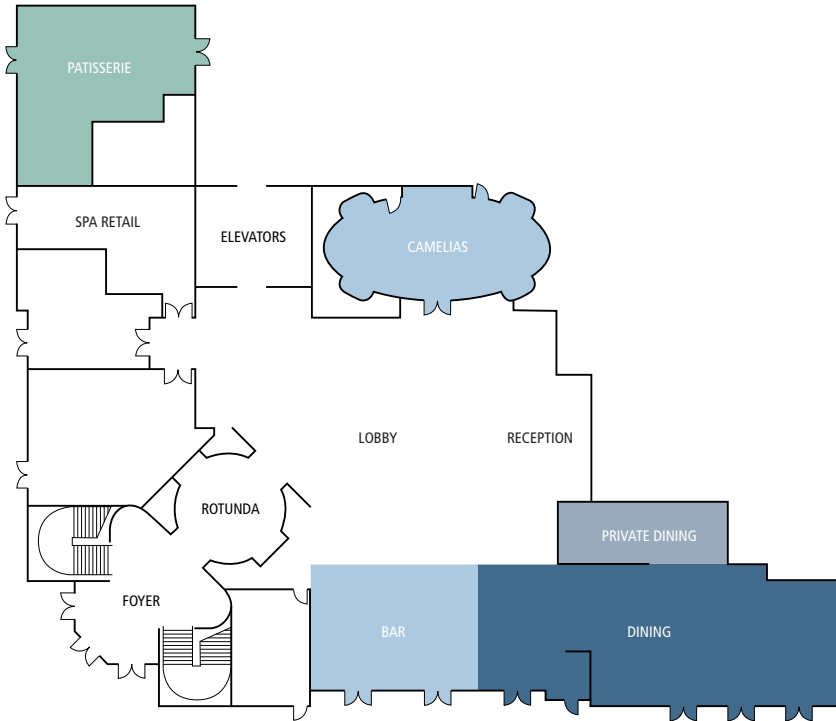 PATISSERIE
SPA RETAIL
ELEVATORS
CAMELIAS
LOBBY
RECEPTION
ROTUNDA
PRIVATE DINING
FOYER
BAR
DINING